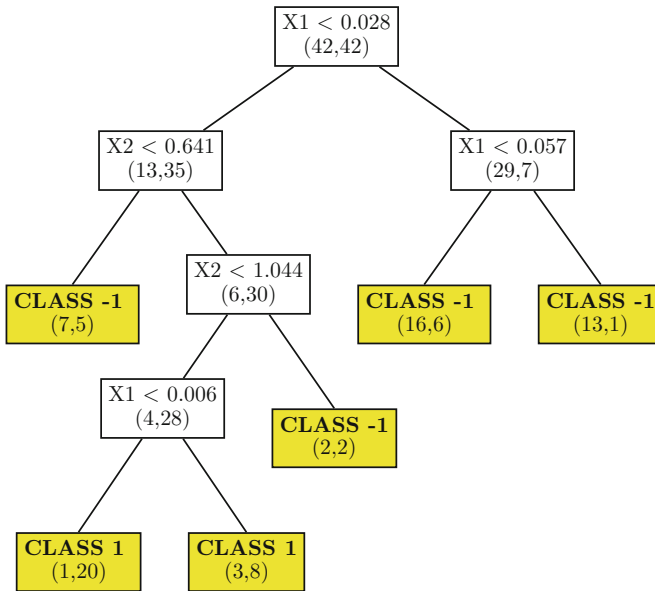 X1 < 0.028
(42,42)
X2 < 0.641
(13,35)
X1 < 0.057
(29,7)
CLASS -1
(7,5)
X2 < 1.044
(6,30)
CLASS -1
(16,6)
CLASS -1
(13,1)
X1 < 0.006
(4,28)
CLASS -1
(2,2)
CLASS 1
(1,20)
CLASS 1
(3,8)